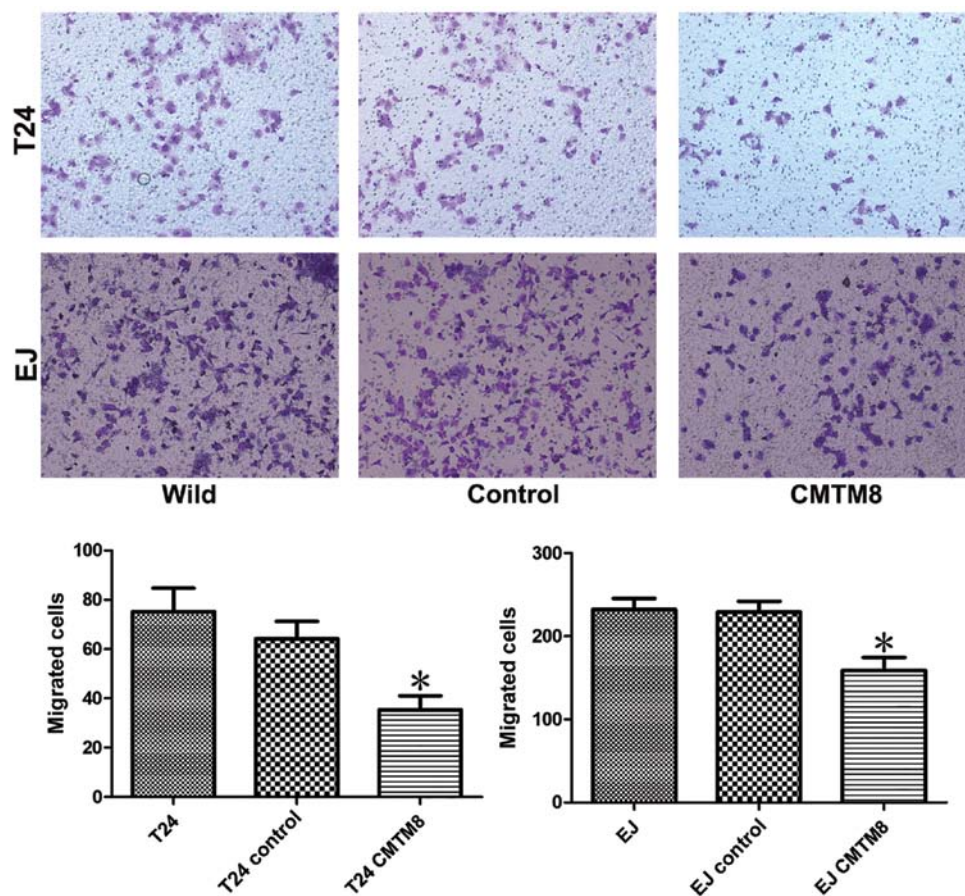 T24
EJ
Wild Control CMTM8
Migrated cells
100
80
60
40
20
0
*
T24
T24 control
T24 CMTM8
Migrated cells
300
200
100
0
*
EJ
EJ control
EJ CMTM8